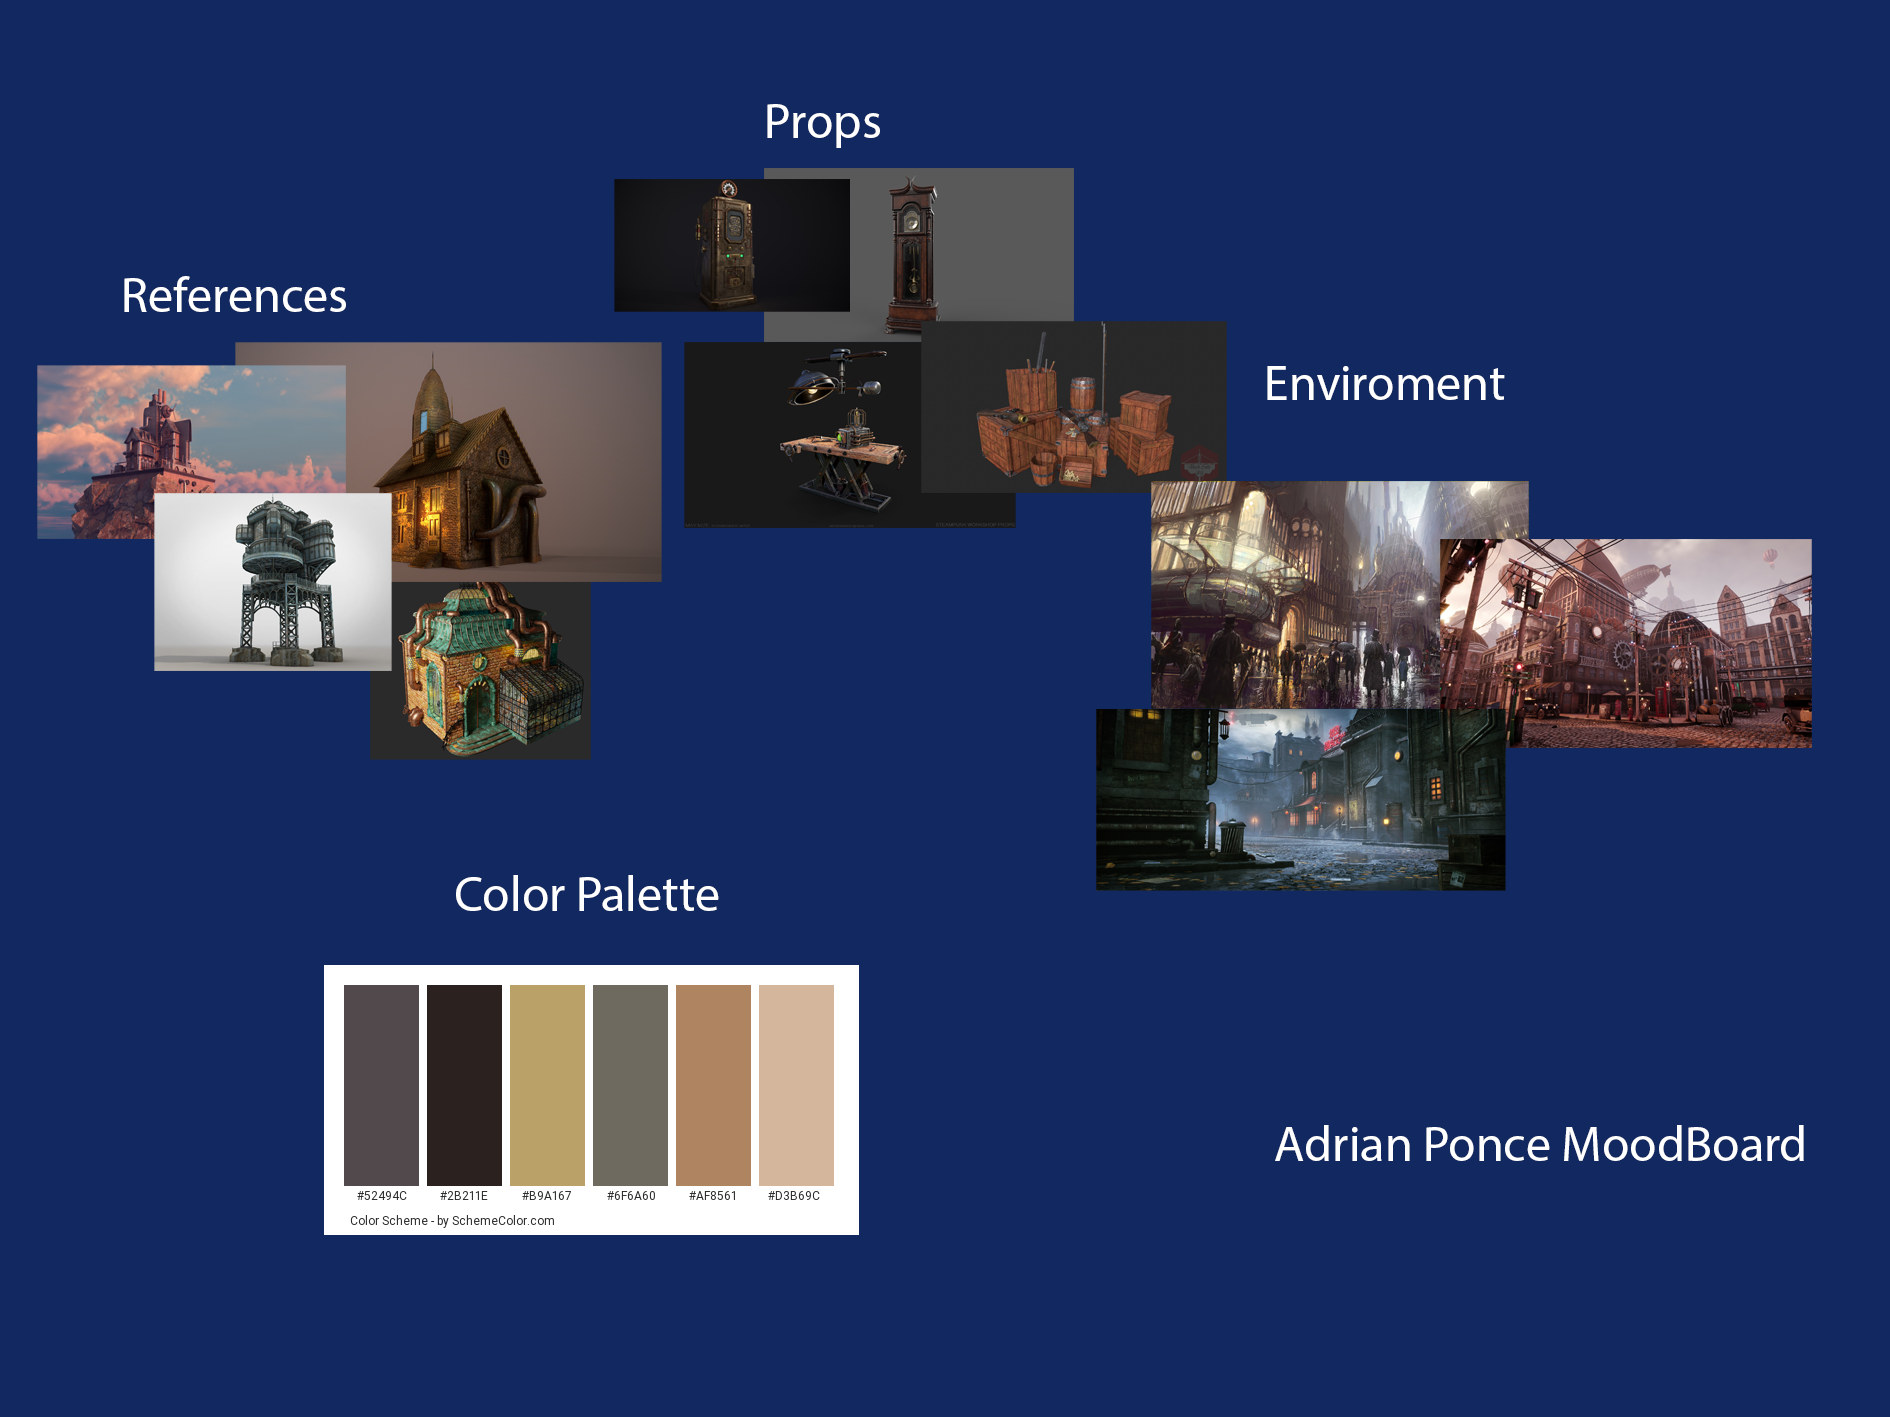 Props
References
Enviroment
Color Palette
#52494C #2B211E #B9A167 #6F6A60 #AF8561 #D3B69C
Color Scheme - by SchemeColor.com
Adrian Ponce MoodBoard